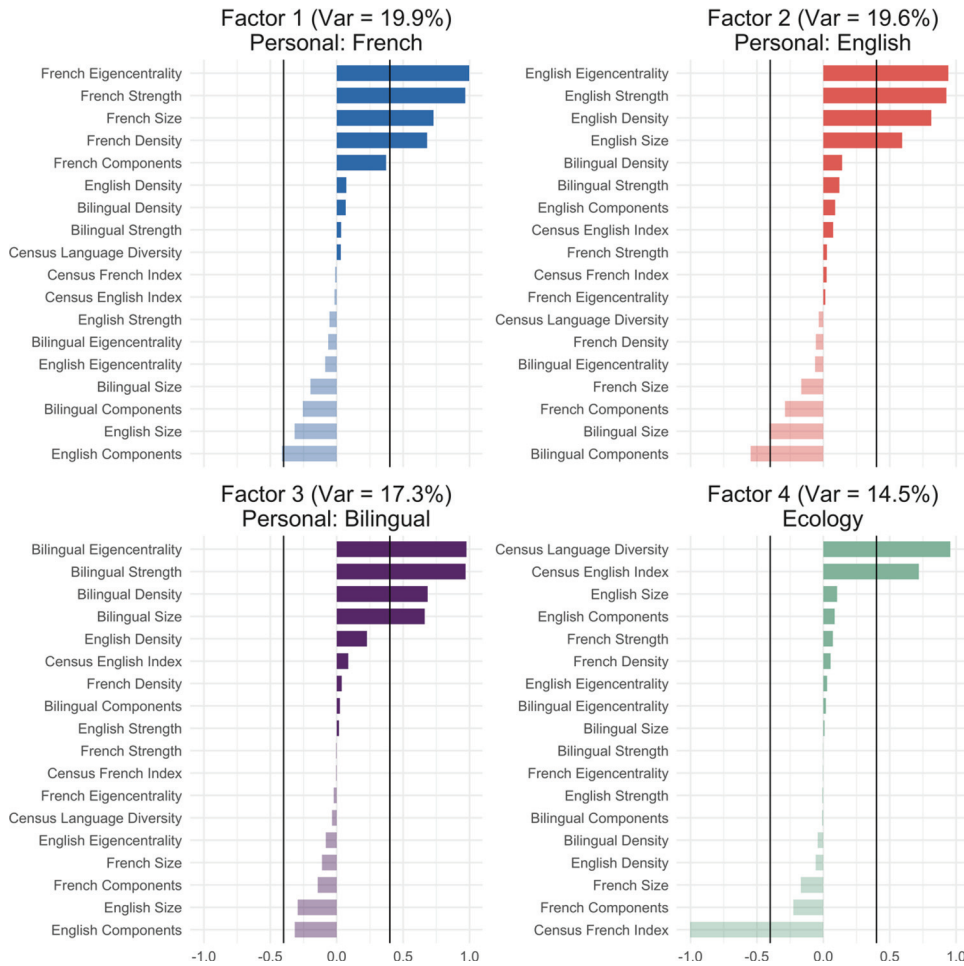 Factor 1 (Var = 19.9%)
Personal: French
French Eigencentrality
French Strength
French Size
French Density
French Components
English Density
Bilingual Density
Bilingual Strength
Census Language Diversity
Census French Index
Census English Index
English Strength
Bilingual Eigencentrality
English Eigencentrality
Bilingual Size
Bilingual Components
English Size
English Components
Factor 2 (Var = 19.6%)
Personal: English
English Eigencentrality
English Strength
English Density
English Size
Bilingual Density
Bilingual Strength
English Components
Census English Index
French Strength
Census French Index
French Eigencentrality
Census Language Diversity
French Density
Bilingual Eigencentrality
French Size
French Components
Bilingual Size
Bilingual Components
Factor 3 (Var = 17.3%)
Personal: Bilingual
Bilingual Eigencentrality
Bilingual Strength
Bilingual Density
Bilingual Size
English Density
Census English Index
French Density
Bilingual Components
English Strength
French Strength
Census French Index
French Eigencentrality
Census Language Diversity
English Eigencentrality
French Size
French Components
English Size
English Components
-1.0 -0.5 0.0 0.5 1.0
Factor 4 (Var = 14.5%)
Ecology
Census Language Diversity
Census English Index
English Size
English Components
French Strength
French Density
English Eigencentrality
Bilingual Eigencentrality
Bilingual Size
Bilingual Strength
French Eigencentrality
English Strength
Bilingual Components
Bilingual Density
English Density
French Size
French Components
Census French Index
-1.0 -0.5 0.0 0.5 1.0